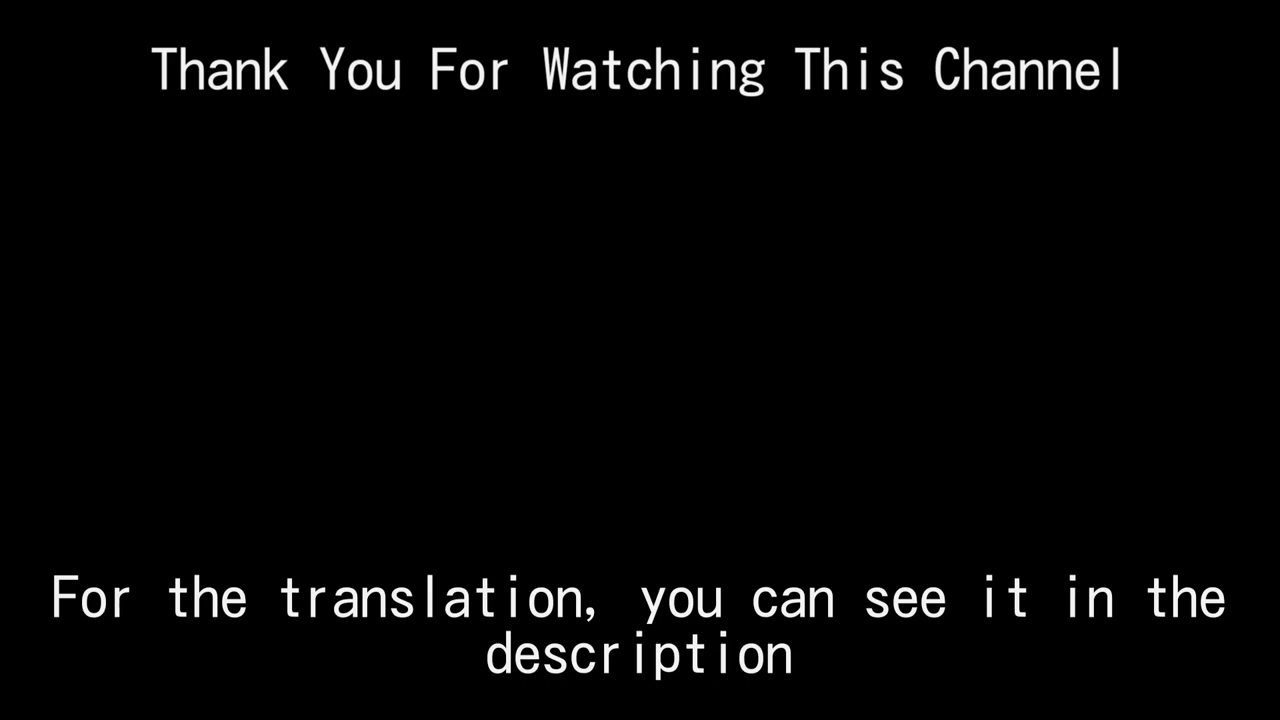 Thank You For Watching This Channel
For the translation, you can see it in the
description